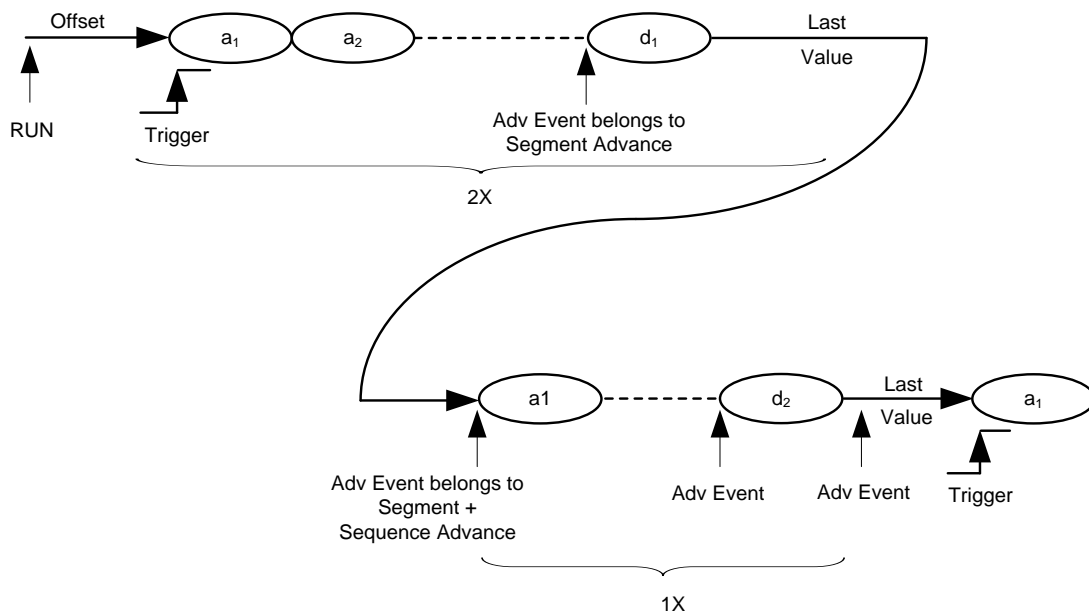 Offset
a₁
a₂
d₁
Last
Value
RUN
Trigger
Adv Event belongs to
Segment Advance
2X
a1
d₂
Last
Value
a₁
Adv Event belongs to
Segment +
Sequence Advance
Adv Event
Adv Event
Trigger
1X